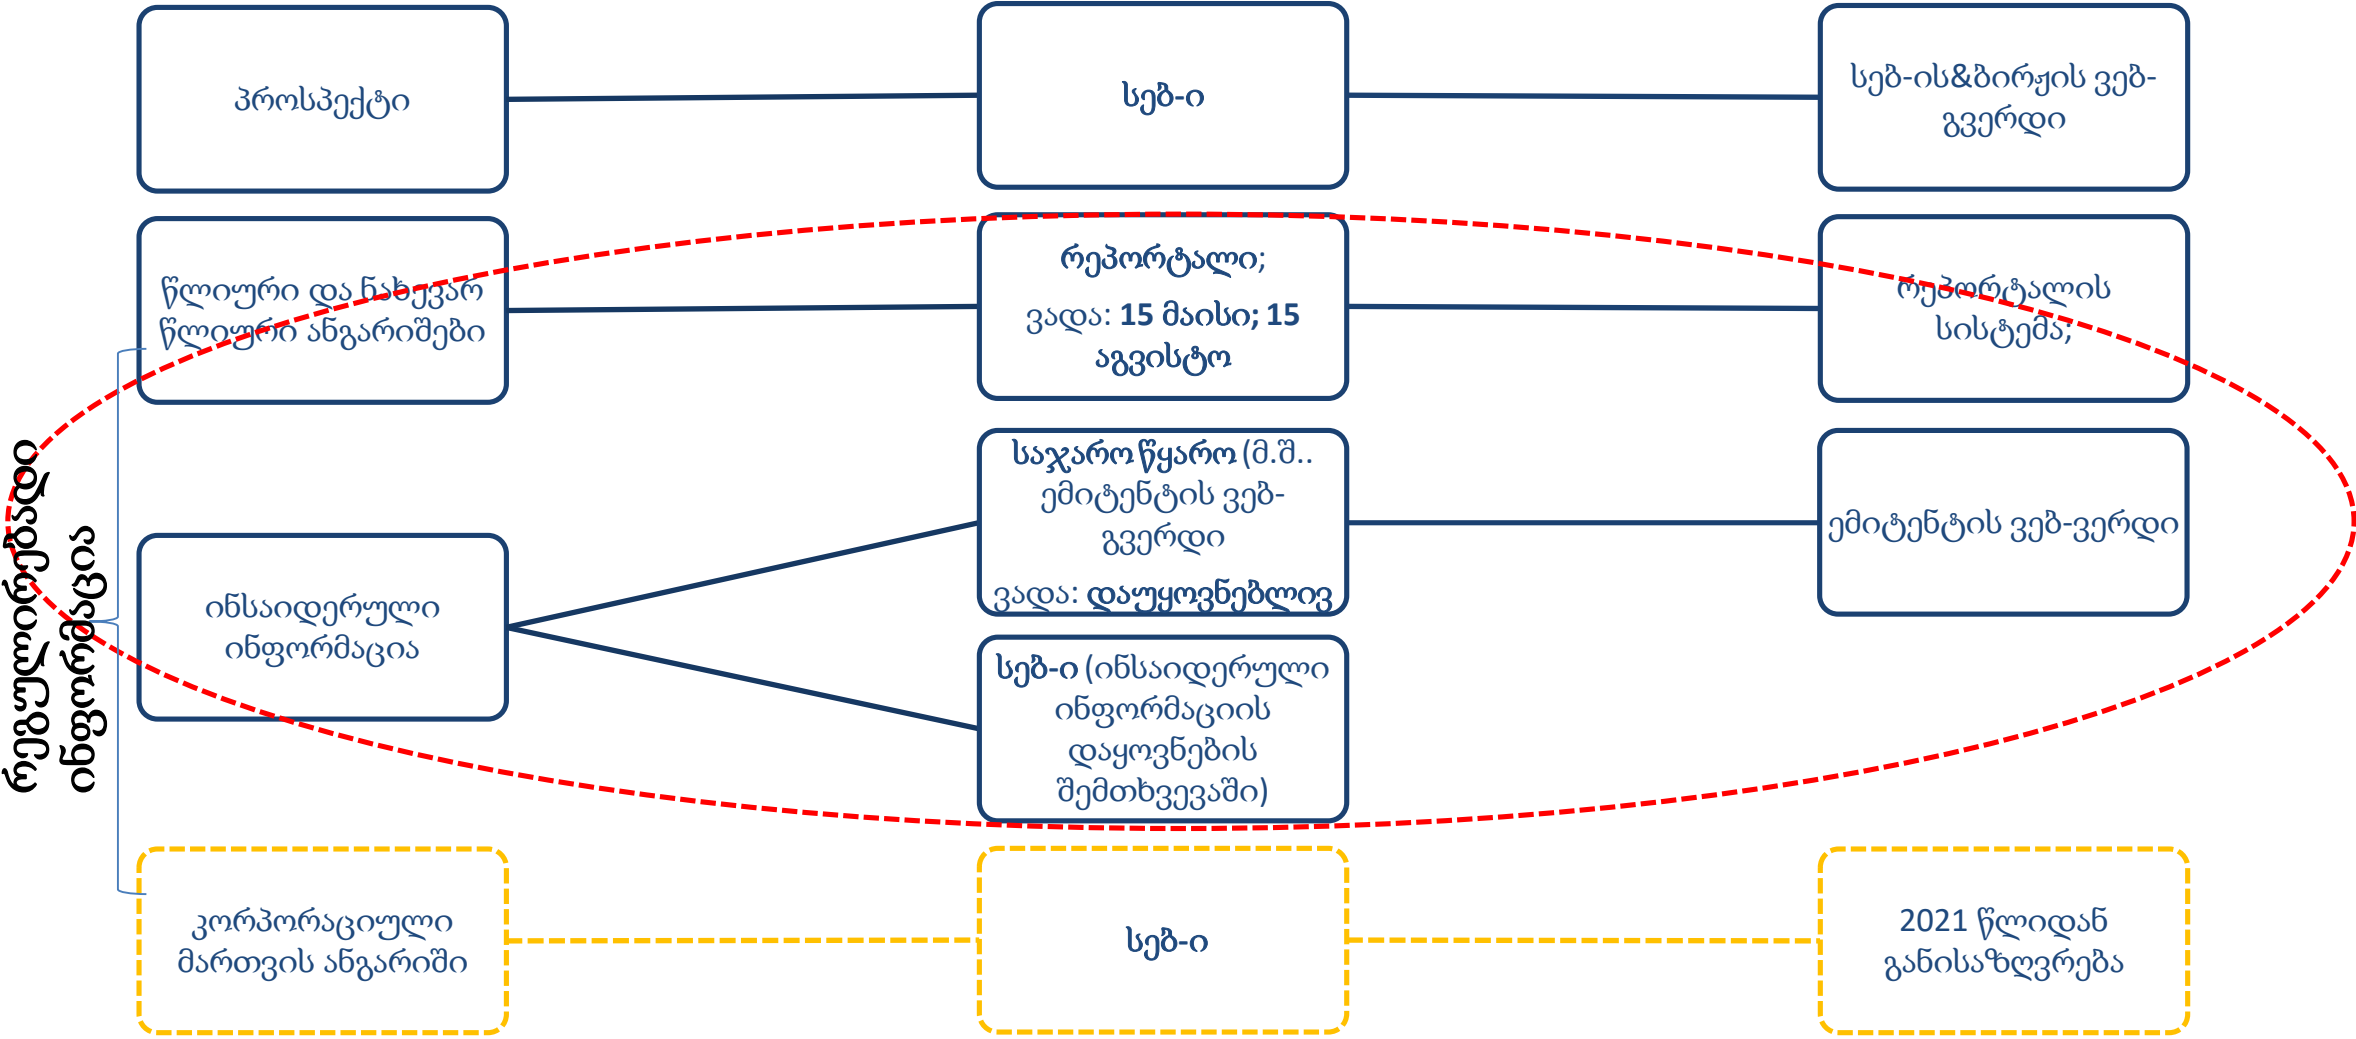 პროსპექტი
სებ-ი
სებ-ის&ბირჟის ვებ-
გვერდი
წლიური და ნახევარ
წლიური ანგარიშები
რეპორტალი;
ვადა: 15 მაისი; 15
აგვისტო
რეპორტალის
სისტემა;
რეგულირებადი
ინფორმაცია
ინსაიდერული
ინფორმაცია
საჯარო წყარო (მ.შ..
ემიტენტის ვებ-
გვერდი
ვადა: დაუყოვნებლივ
ემიტენტის ვებ-ვერდი
სებ-ი (ინსაიდერული
ინფორმაციის
დაყოვნების
შემთხვევაში)
კორპორაციული
მართვის ანგარიში
სებ-ი
2021 წლიდან
განისაზღვრება